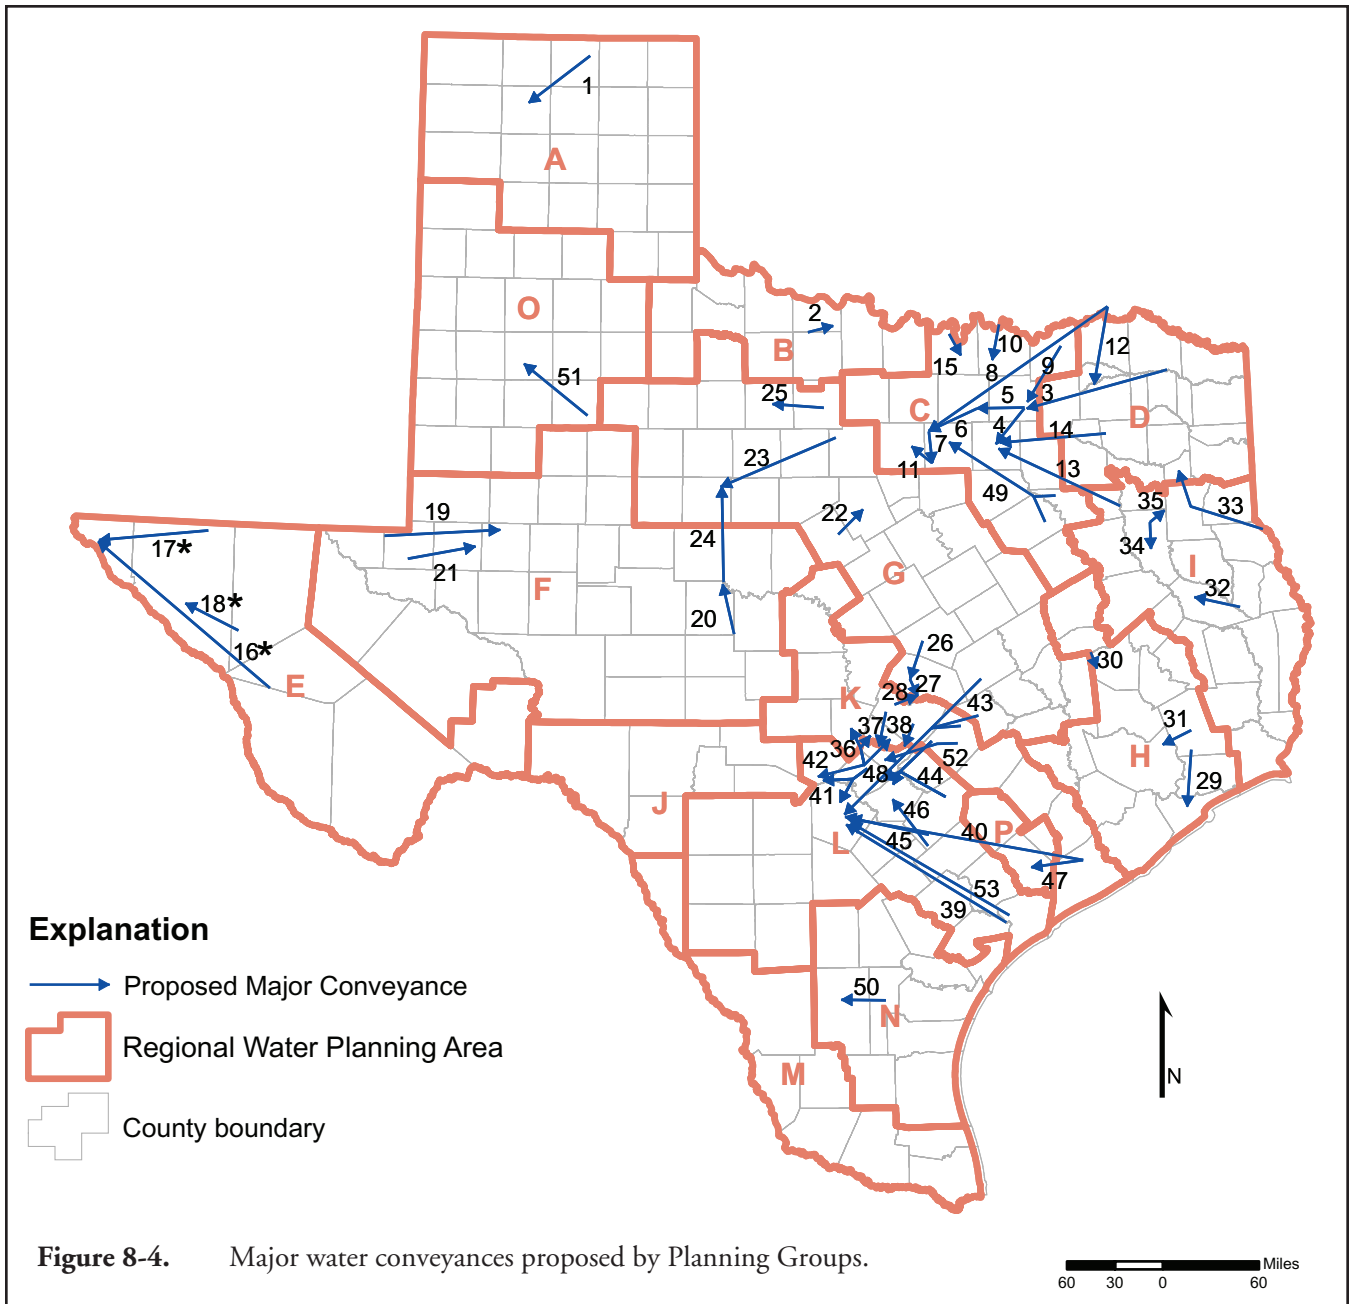 1
A
O
2
B
15
10
8
9
12
3
5
C
D
51
25
6
4
14
7
11
13
23
49
35
33
19
22
34
17*
24
21
G
I
F
18*
32
20
26
16*
30
E
28
27
K
43
37
38
31
36
H
42
52
48
44
29
41
J
46
40
P
45
L
47
53
39
50
N
M
Explanation
Proposed Major Conveyance
Regional Water Planning Area
County boundary
N
Figure 8-4. Major water conveyances proposed by Planning Groups.
Miles
60 30 0 60